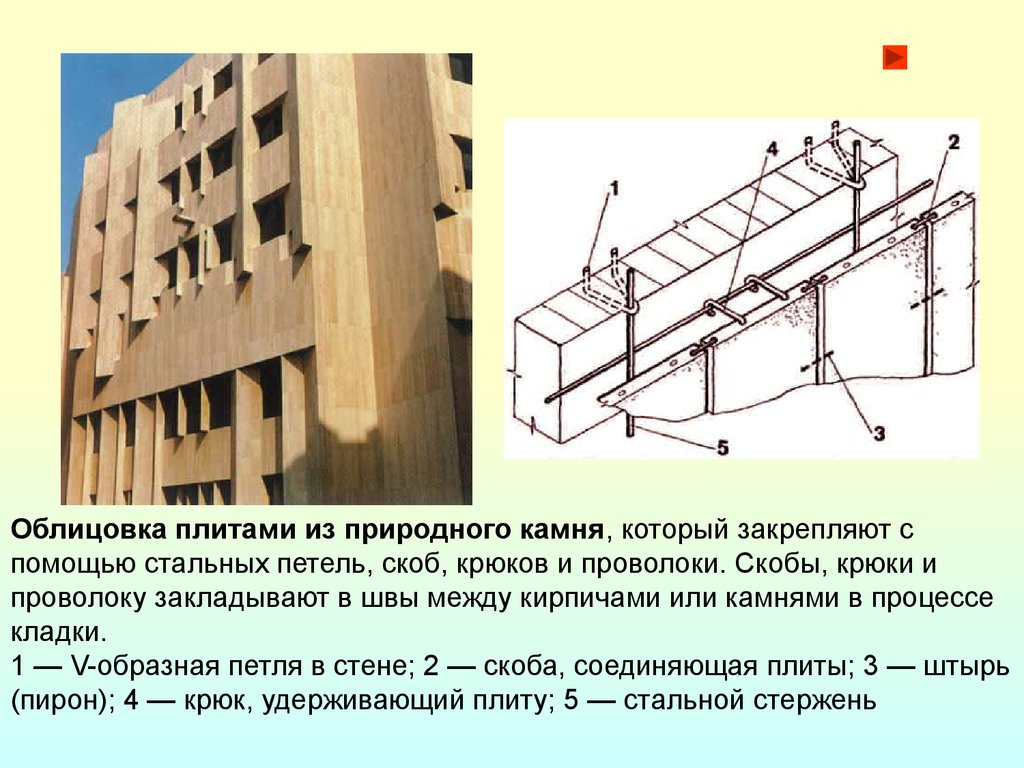 1
4
2
3
5
Облицовка плитами из природного камня, который закрепляют с
помощью стальных петель, скоб, крюков и проволоки. Скобы, крюки и
проволоку закладывают в швы между кирпичами или камнями в процессе
кладки.
1 — V-образная петля в стене; 2 — скоба, соединяющая плиты; 3 — штырь
(пирон); 4 — крюк, удерживающий плиту; 5 — стальной стержень